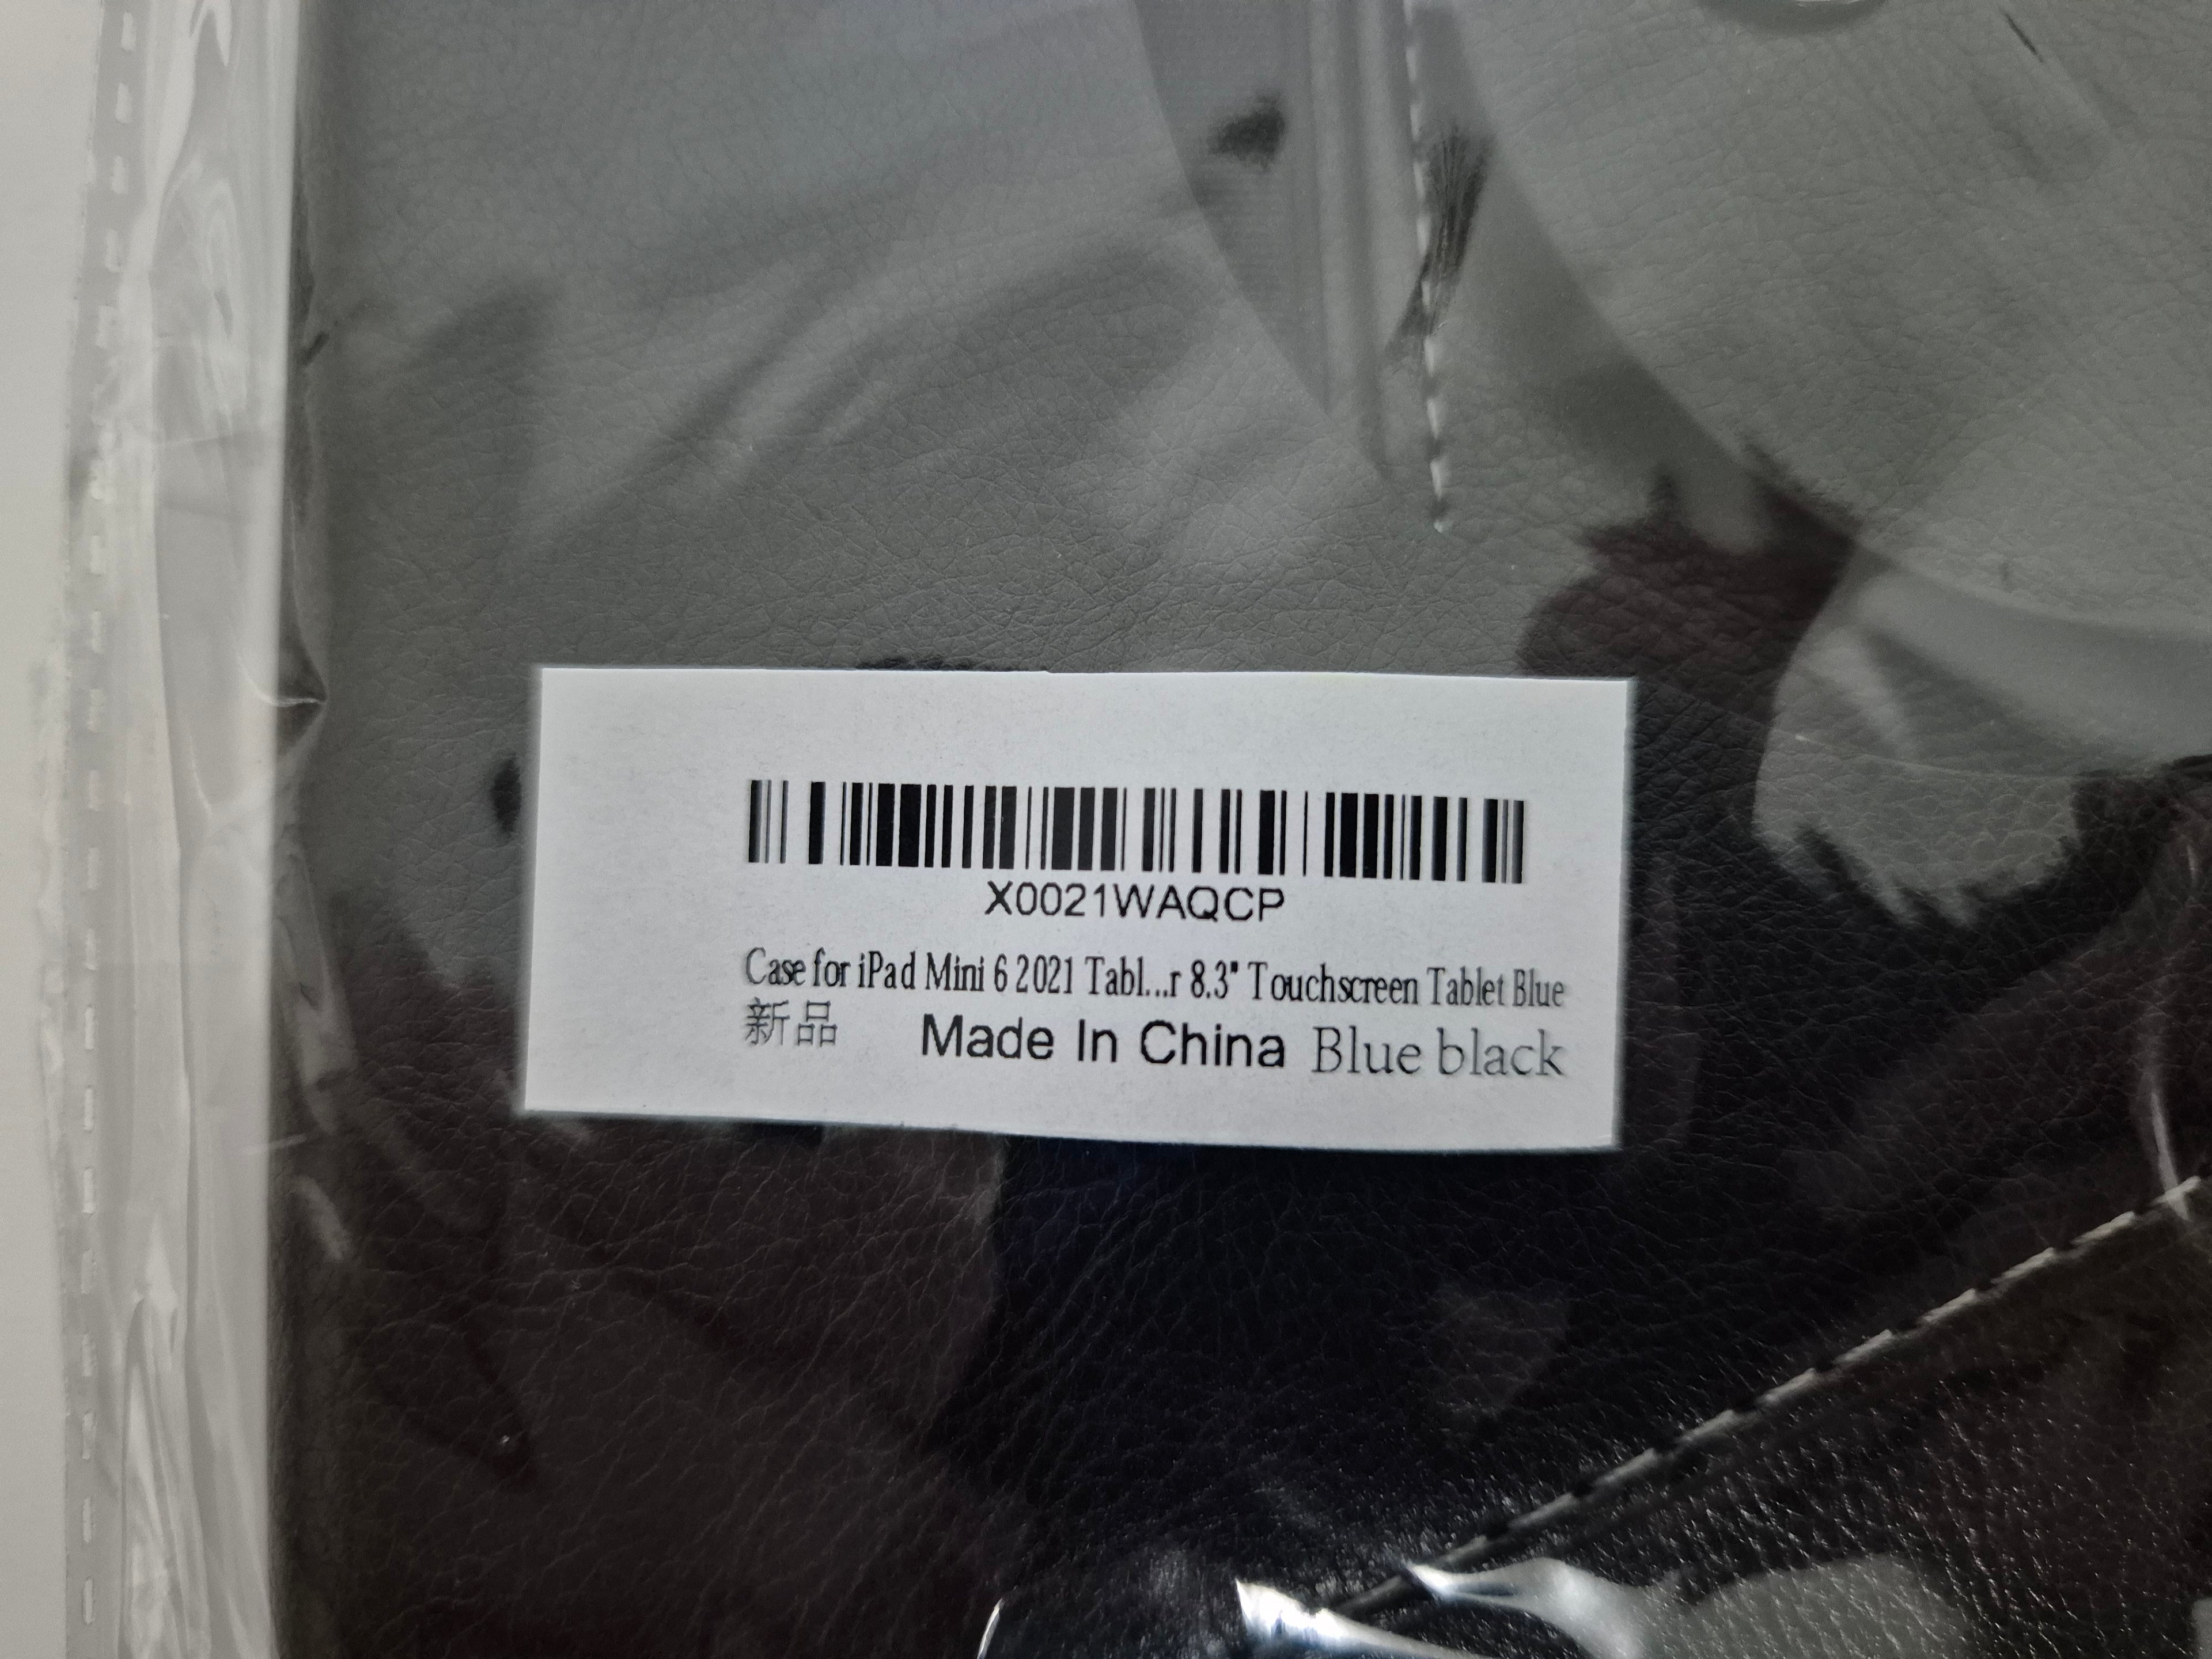 X0021WAQCP
Case for iPad Mini 6 2021 Tabl...r 8.3" Touchscreen Tablet Blue
新品 Made In China Blue black